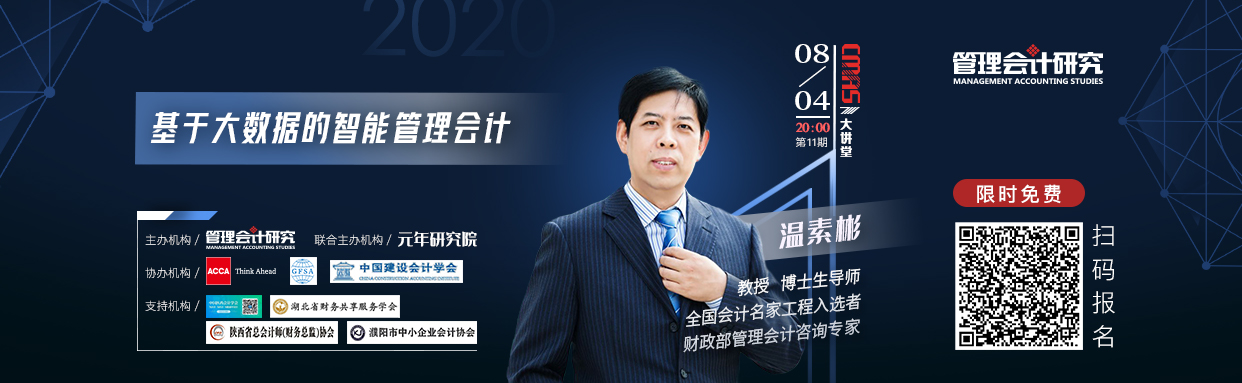 2020
基于大数据的智能管理会计
主办机构 / 管理会计研究 MANAGEMENT ACCOUNTING STUDIES 联合主办机构 / 元年研究院
协办机构 / ACCA Think Ahead GFSA 中国建设会计学会
CHINA CONSTRUCTION ACCOUNTING INSTITUTE
支持机构 / 湖北省财务共享服务学会
陕西省总会计师(财务总监)协会 濮阳市中小企业会计协会
08/04
20:00
第11期
CMAS
大讲堂
温素彬
教授 博士生导师
全国会计名家工程入选者
财政部管理会计咨询专家
管理会计研究
MANAGEMENT ACCOUNTING STUDIES
限时免费
扫码报名